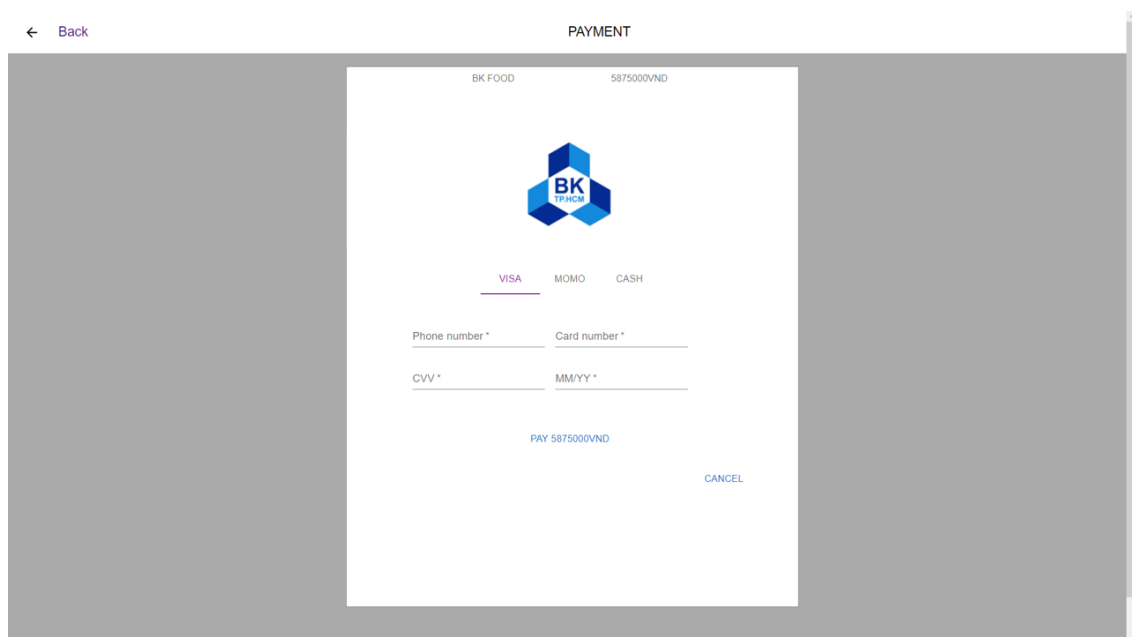 Back
PAYMENT
BK FOOD 5875000VND
BK
TP.HCM
VISA MOMO CASH
Phone number * Card number *
CVV * MM/YY *
PAY 5875000VND
CANCEL